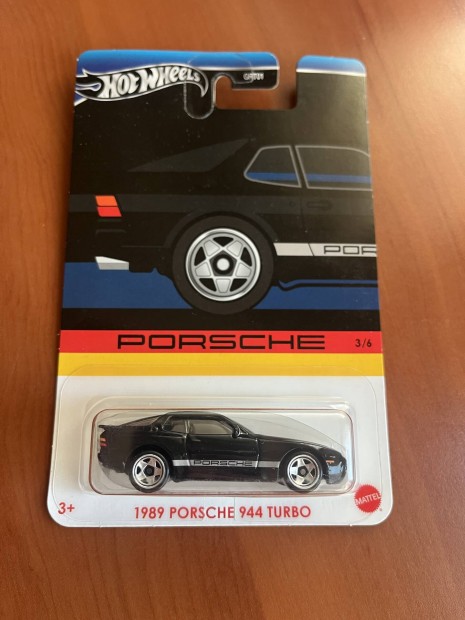 HOT WHEELS
PORSCHE
3/6
PORSCHE
3+
1989 PORSCHE 944 TURBO
MATTEL